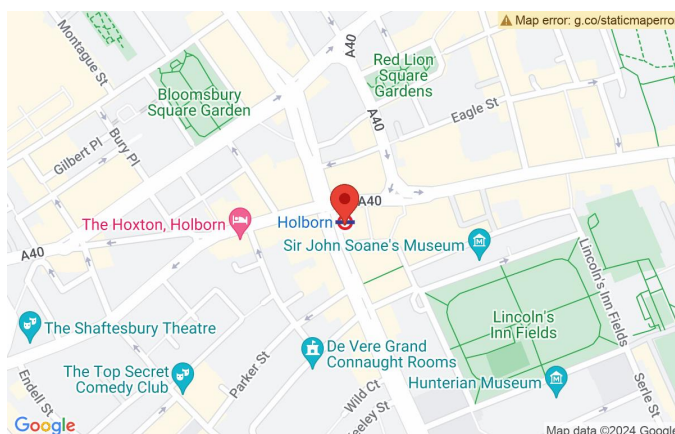 Map error: g.co/staticmaperro
Montague St
A40
Red Lion
Square
Gardens
Bloomsbury
Square Garden
Bury Pl
Gilbert Pl
A40
Eagle St
A40
The Hoxton, Holborn
Holborn
Sir John Soane's Museum
A40
Lincoln's Inn Fields
Lincoln's
Inn Fields
The Shaftesbury Theatre
De Vere Grand
Connaught Rooms
The Top Secret
Comedy Club
Parker St
Hunterian Museum
Endell St
Wild Ct
Keeley St
Serle St
Google
Map data ©2024 Google